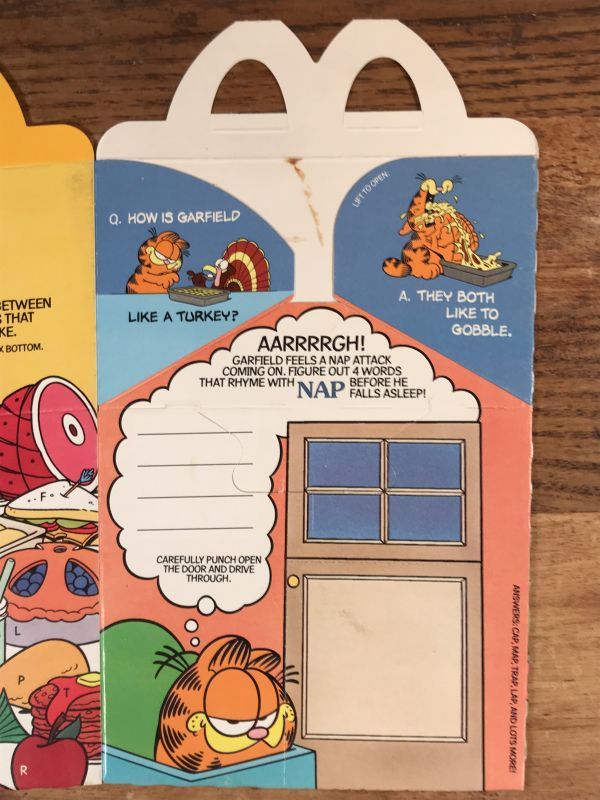 ETWEEN
THAT
KE.
X BOTTOM.
F
L
P
T
R
Q. HOW IS GARFIELD
LIKE A TURKEY?
LIFT TO OPEN.
A. THEY BOTH
LIKE TO
GOBBLE.
AARRRRGH!
GARFIELD FEELS A NAP ATTACK
COMING ON. FIGURE OUT 4 WORDS
THAT RHYME WITH NAP BEFORE HE
FALLS ASLEEP!
CAREFULLY PUNCH OPEN
THE DOOR AND DRIVE
THROUGH.
ANSWERS: CAP, MAP, TRAP, LAP, AND LOTS MORE!